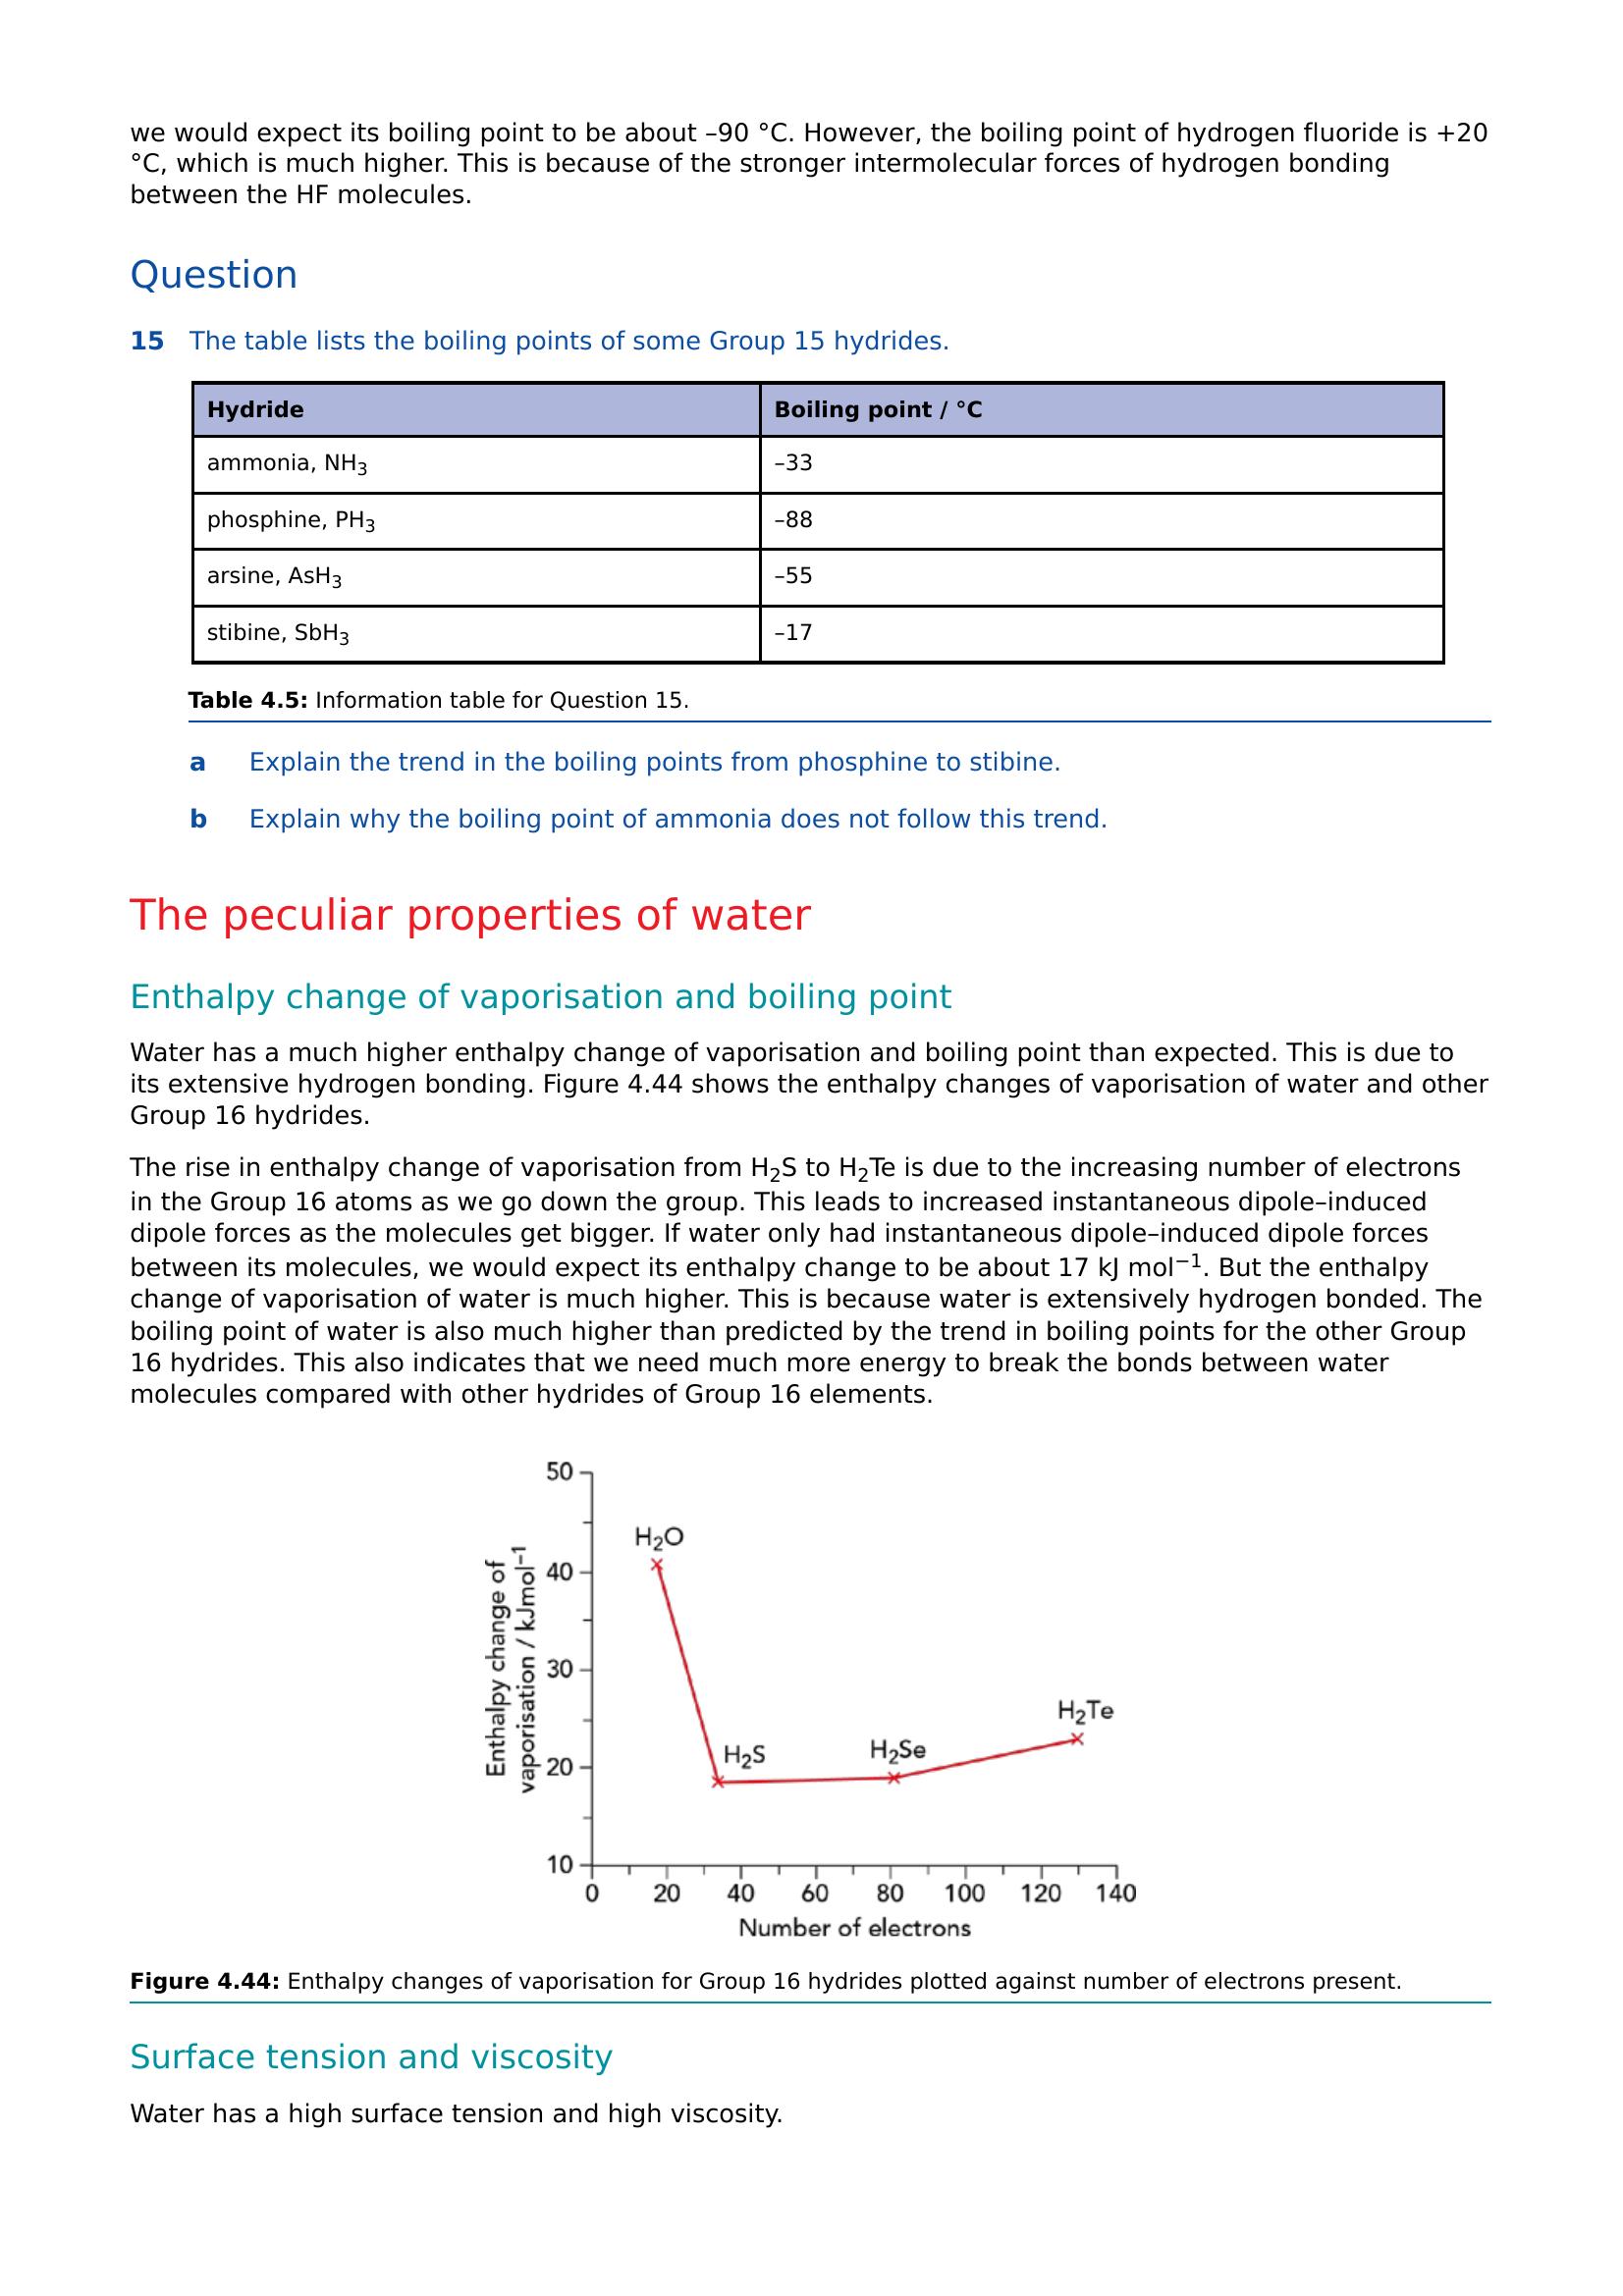 we would expect its boiling point to be about –90 °C. However, the boiling point of hydrogen fluoride is +20
°C, which is much higher. This is because of the stronger intermolecular forces of hydrogen bonding
between the HF molecules.
Question
15 The table lists the boiling points of some Group 15 hydrides.
Hydride Boiling point / °C
ammonia, NH₃ –33
phosphine, PH₃ –88
arsine, AsH₃ –55
stibine, SbH₃ –17
Table 4.5: Information table for Question 15.
a Explain the trend in the boiling points from phosphine to stibine.
b Explain why the boiling point of ammonia does not follow this trend.
The peculiar properties of water
Enthalpy change of vaporisation and boiling point
Water has a much higher enthalpy change of vaporisation and boiling point than expected. This is due to
its extensive hydrogen bonding. Figure 4.44 shows the enthalpy changes of vaporisation of water and other
Group 16 hydrides.
The rise in enthalpy change of vaporisation from H₂S to H₂Te is due to the increasing number of electrons
in the Group 16 atoms as we go down the group. This leads to increased instantaneous dipole–induced
dipole forces as the molecules get bigger. If water only had instantaneous dipole–induced dipole forces
between its molecules, we would expect its enthalpy change to be about 17 kJ mol⁻¹. But the enthalpy
change of vaporisation of water is much higher. This is because water is extensively hydrogen bonded. The
boiling point of water is also much higher than predicted by the trend in boiling points for the other Group
16 hydrides. This also indicates that we need much more energy to break the bonds between water
molecules compared with other hydrides of Group 16 elements.
Enthalpy change of
vaporisation / kJmol⁻¹
50
40
30
20
10
H₂O
H₂S
H₂Se
H₂Te
0 20 40 60 80 100 120 140
Number of electrons
Figure 4.44: Enthalpy changes of vaporisation for Group 16 hydrides plotted against number of electrons present.
Surface tension and viscosity
Water has a high surface tension and high viscosity.